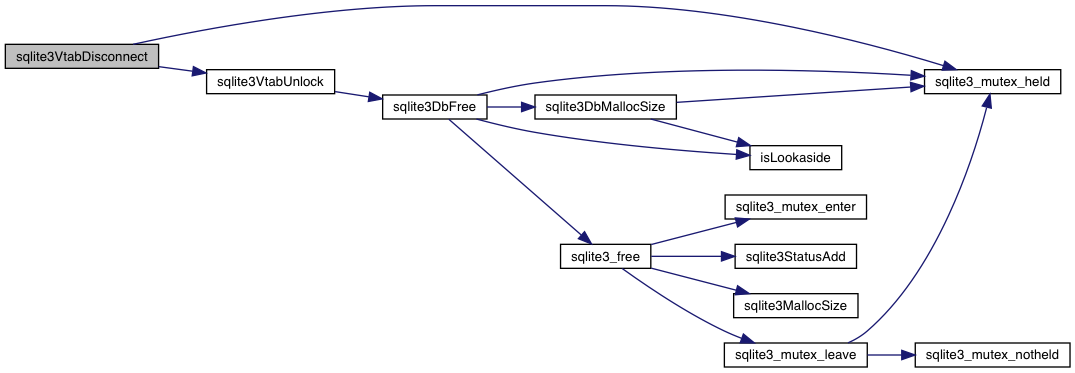 sqlite3VtabDisconnect
sqlite3VtabUnlock
sqlite3_mutex_held
sqlite3DbFree
sqlite3DbMallocSize
isLookaside
sqlite3_mutex_enter
sqlite3_free
sqlite3StatusAdd
sqlite3MallocSize
sqlite3_mutex_leave
sqlite3_mutex_notheld